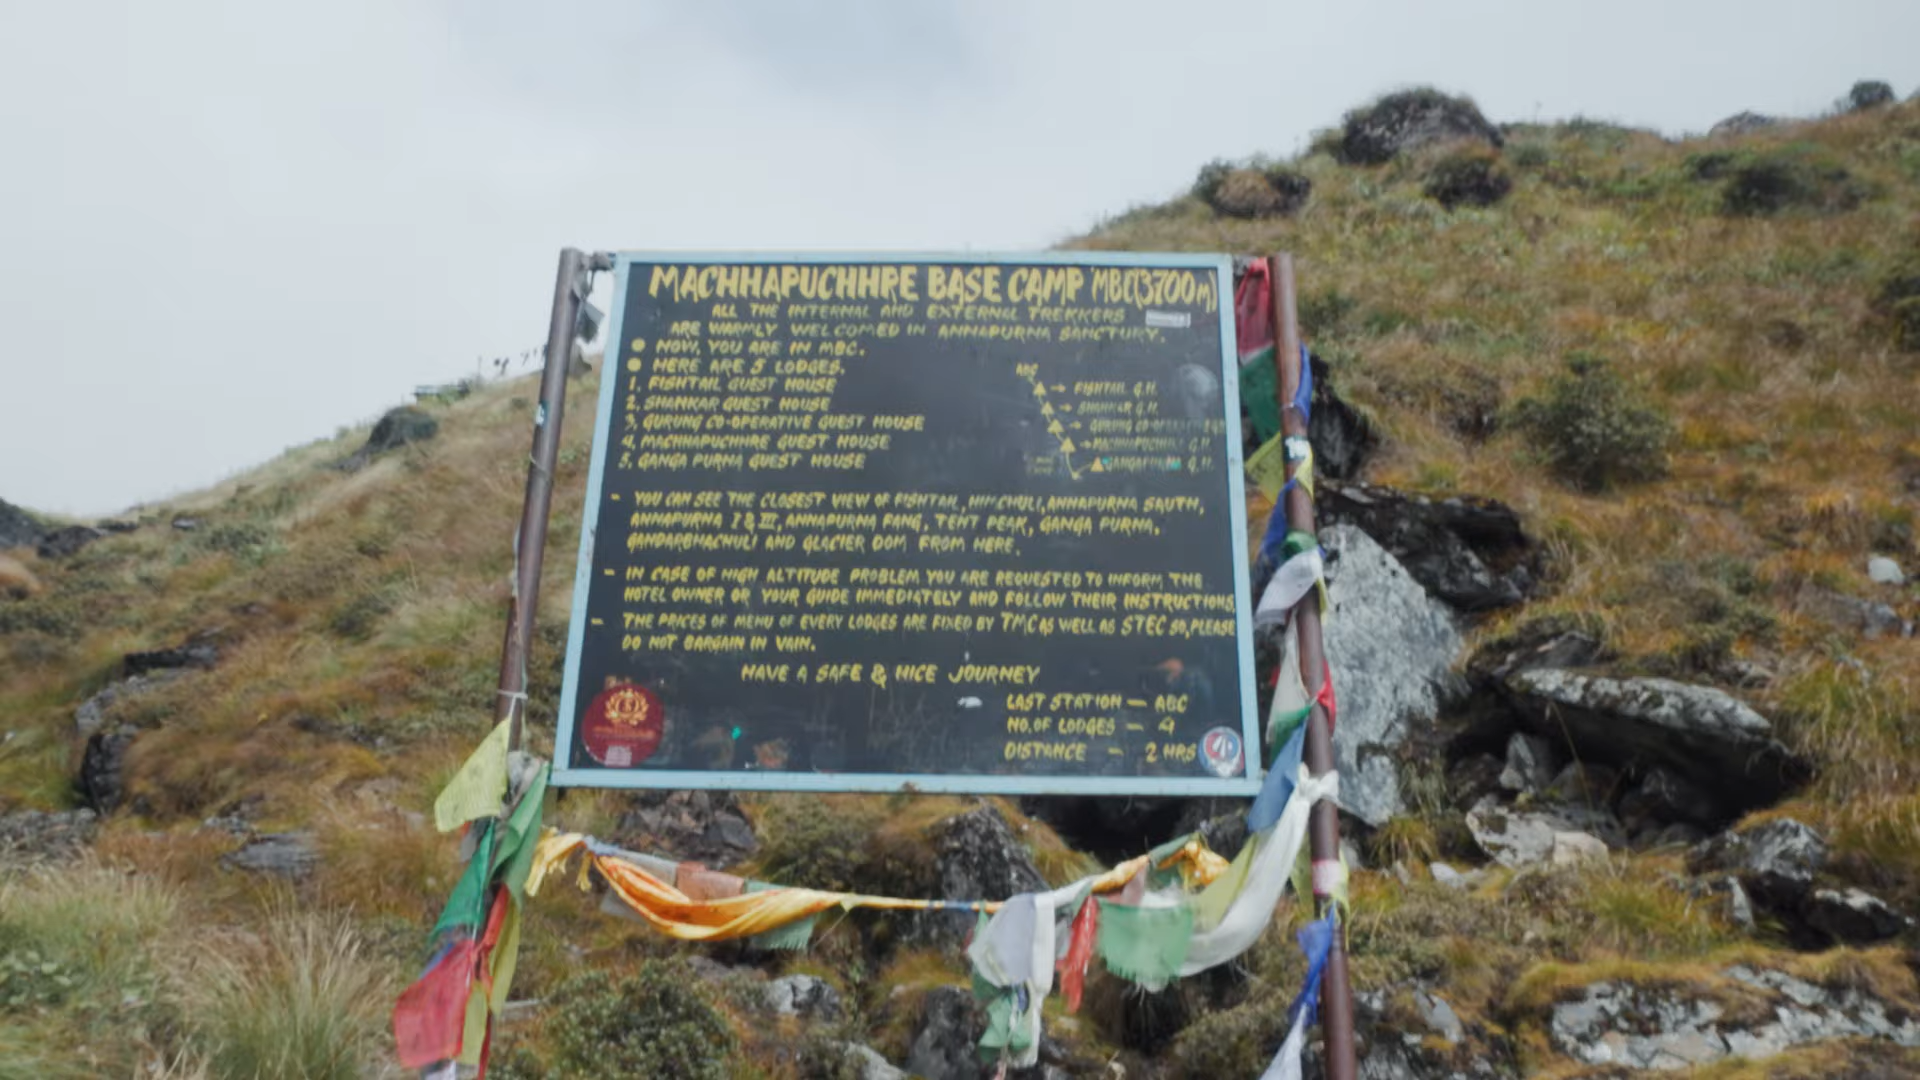 MACHHAPUCHHRE BASE CAMP 'MBC'(3700m)
ALL THE INTERNAL AND EXTERNAL TREKKERS
ARE WARMLY WELCOMED IN ANNAPURNA SANCTURY.
● NOW, YOU ARE IN MBC.
● HERE ARE 5 LODGES.
1. FISHTAIL GUEST HOUSE
2. SHANKAR GUEST HOUSE
3. GURUNG CO-OPERATIVE GUEST HOUSE
4. MACHHAPUCHHRE GUEST HOUSE
5. GANGA PURNA GUEST HOUSE
ABC
→ FISHTAIL G.H.
→ SHANKAR G.H.
→ GURUNG CO-OPERATIVE
→ MACHHAPUCHHRE G.H.
GANGAPURNA G.H.
- YOU CAN SEE THE CLOSEST VIEW OF FISHTAIL, HIMCHULI, ANNAPURNA SAUTH,
ANNAPURNA I & III, ANNAPURNA FANG, TENT PEAK, GANGA PURNA,
GANDARBHACHULI AND GLACIER DOM FROM HERE.
- IN CASE OF HIGH ALTITUDE PROBLEM YOU ARE REQUESTED TO INFORM THE
HOTEL OWNER OR YOUR GUIDE IMMEDIATELY AND FOLLOW THEIR INSTRUCTIONS.
- THE PRICES OF MENU OF EVERY LODGES ARE FIXED BY TMC AS WELL AS STEC SO, PLEASE
DO NOT BARGAIN IN VAIN.
HAVE A SAFE & NICE JOURNEY
LAST STATION — ABC
NO. OF LODGES — 4
DISTANCE — 2 HRS